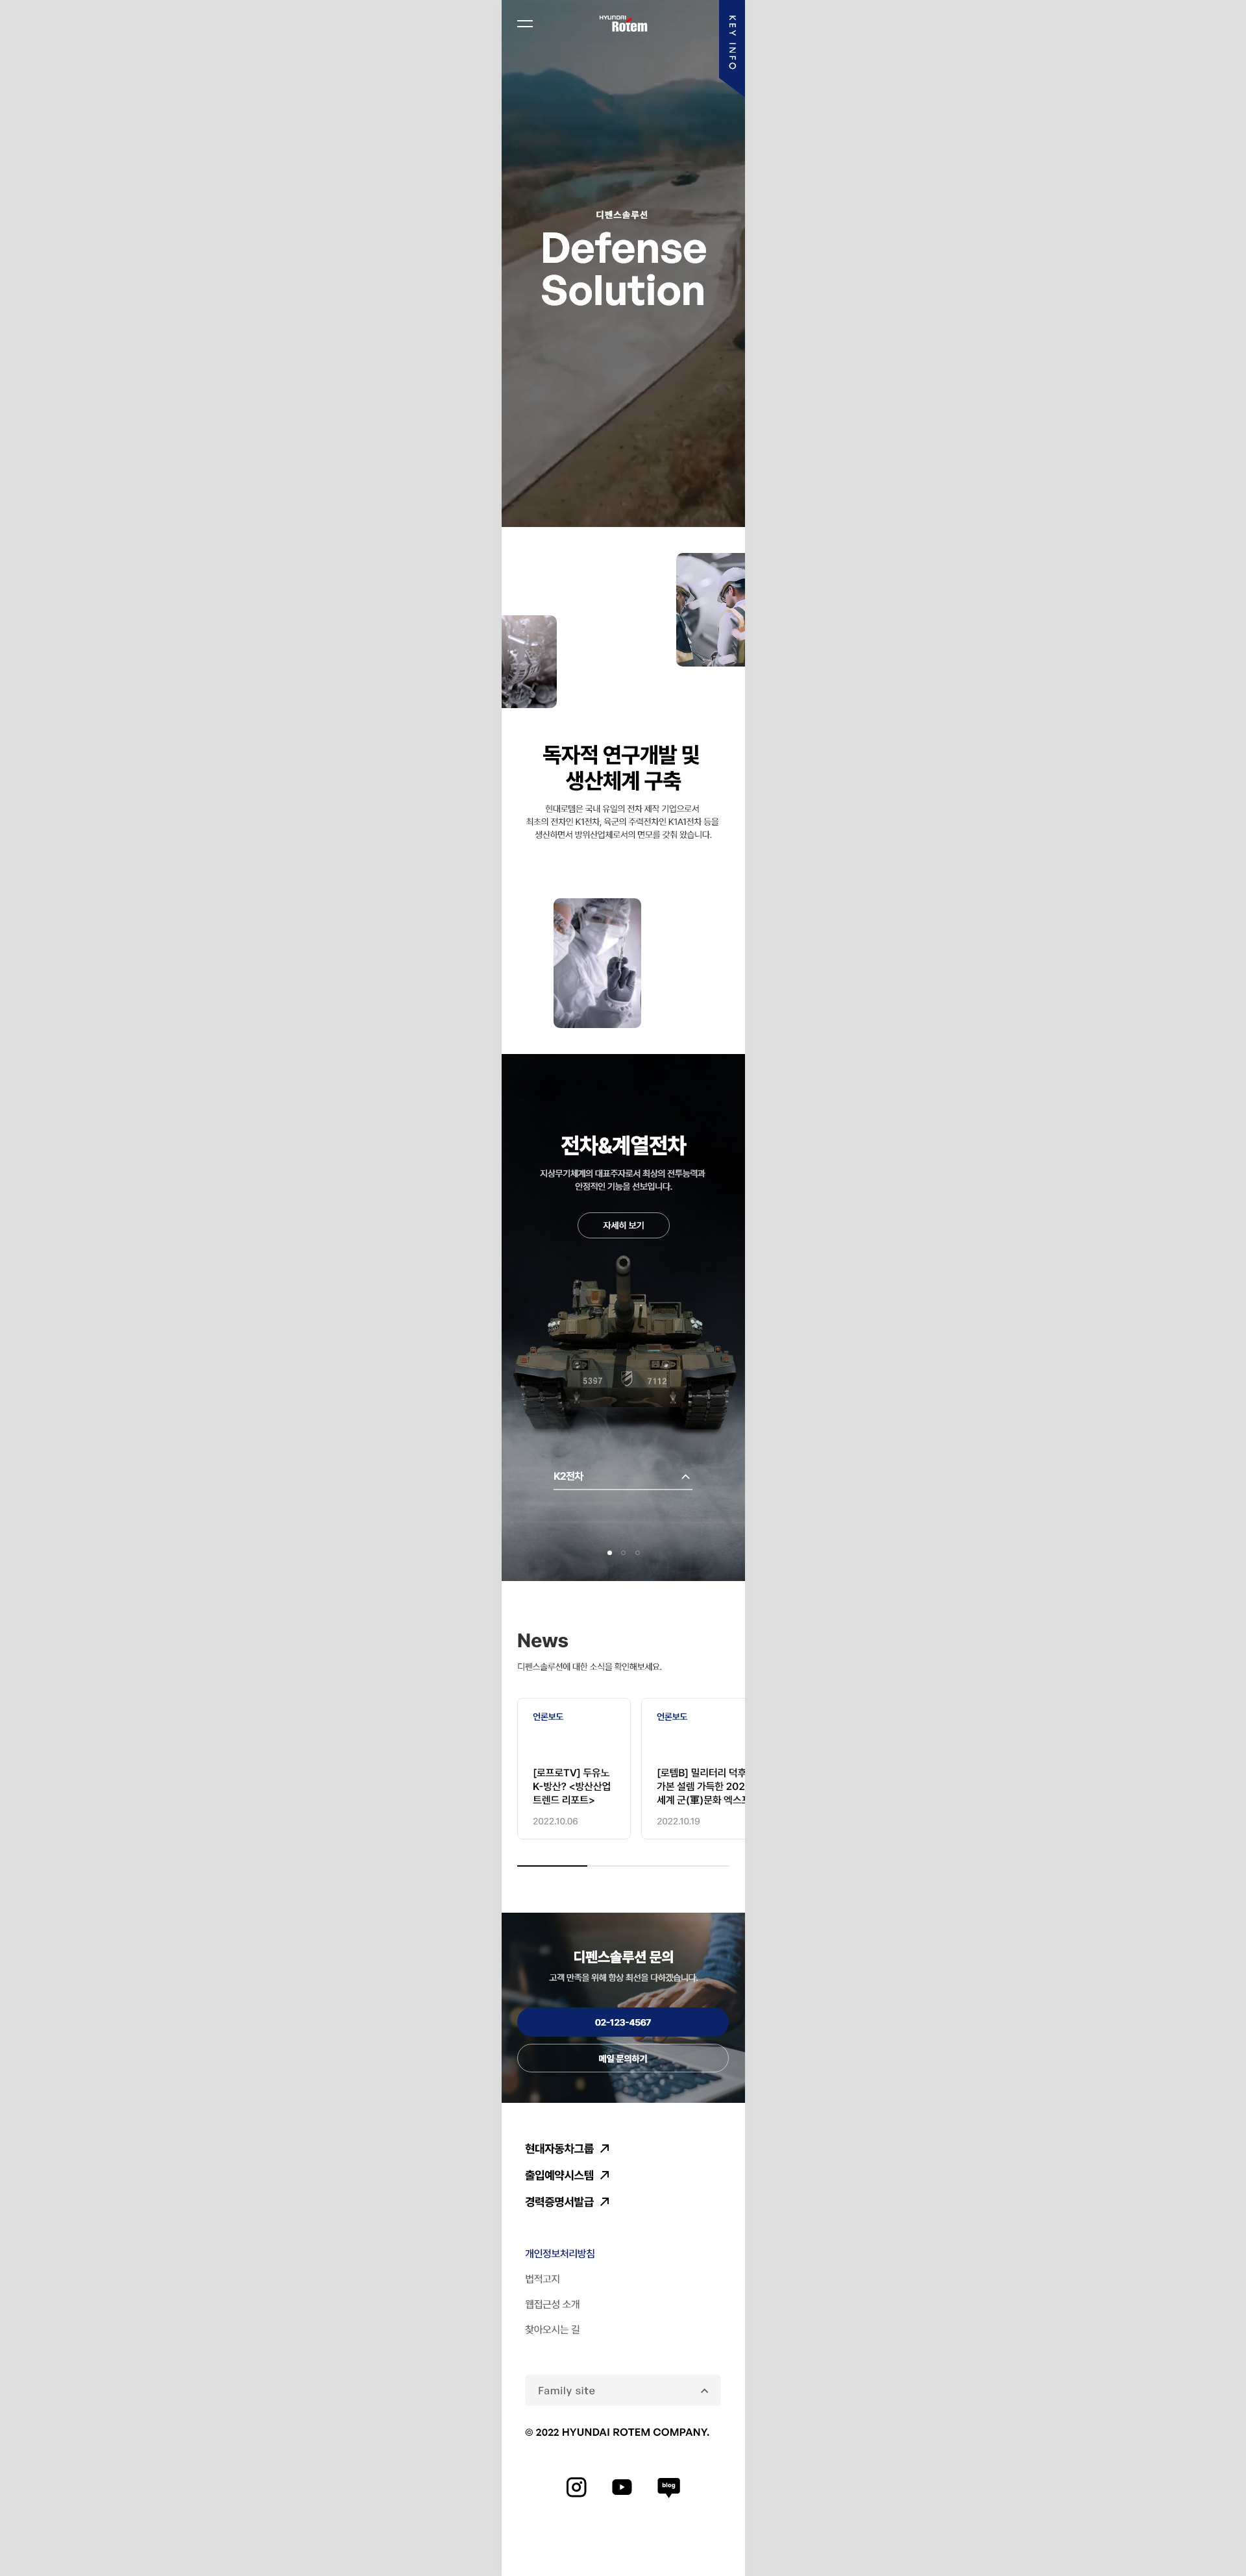 HYUNDAI
Rotem
KEY INFO
디펜스솔루션
Defense
Solution
독자적 연구개발 및
생산체계 구축
현대로템은 국내 유일의 전차 제작 기업으로서
최초의 전차인 K1전차, 육군의 주력전차인 K1A1전차 등을
생산하면서 방위산업체로서의 면모를 갖춰 왔습니다.
전차&계열전차
지상무기체계의 대표주자로서 최상의 전투능력과
안정적인 기능을 선보입니다.
자세히 보기
5397 7112
K2전차
News
디펜스솔루션에 대한 소식을 확인해보세요.
언론보도
[로프로TV] 두유노
K-방산? <방산산업
트렌드 리포트>
2022.10.06
언론보도
[로템B] 밀리터리 덕후
가본 설렘 가득한 202
세계 군(軍)문화 엑스포
2022.10.19
디펜스솔루션 문의
고객 만족을 위해 항상 최선을 다하겠습니다.
02-123-4567
메일 문의하기
현대자동차그룹
출입예약시스템
경력증명서발급
개인정보처리방침
법적고지
웹접근성 소개
찾아오시는 길
Family site
© 2022 HYUNDAI ROTEM COMPANY.
blog